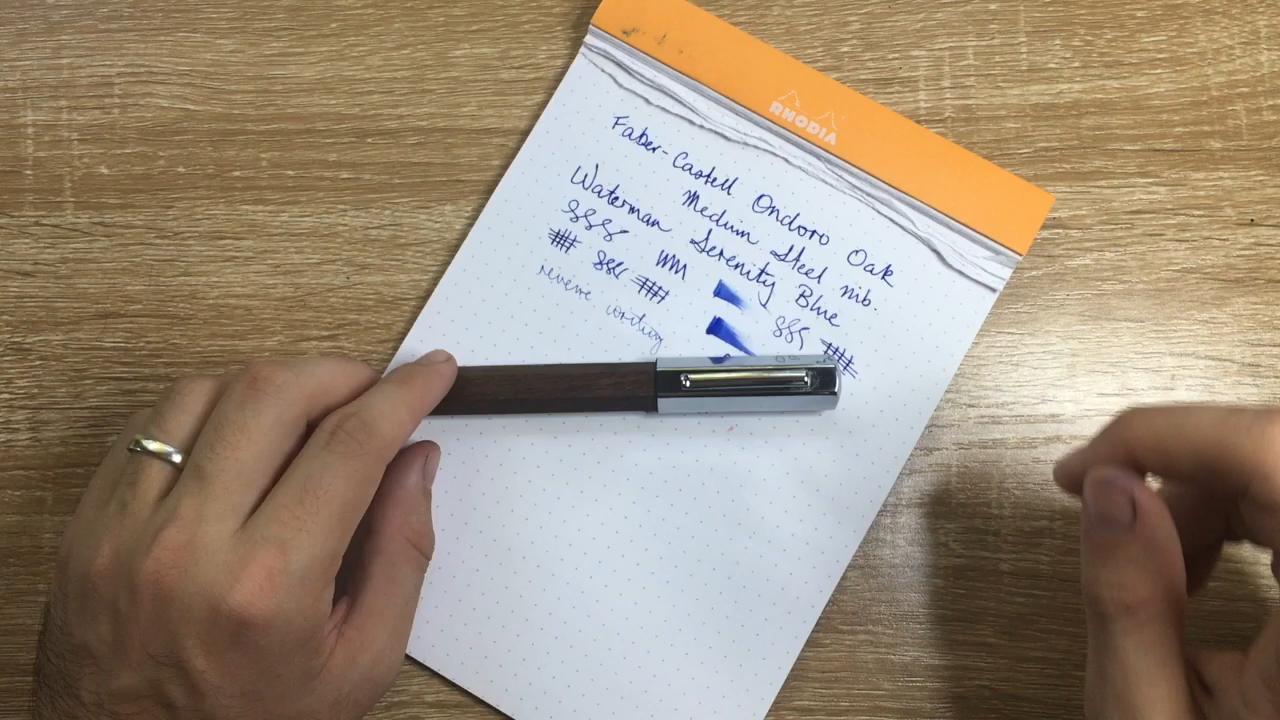 RHODIA
Faber-Castell Ondoro Oak
Medium Steel nib.
Waterman Serenity Blue
reverse writing